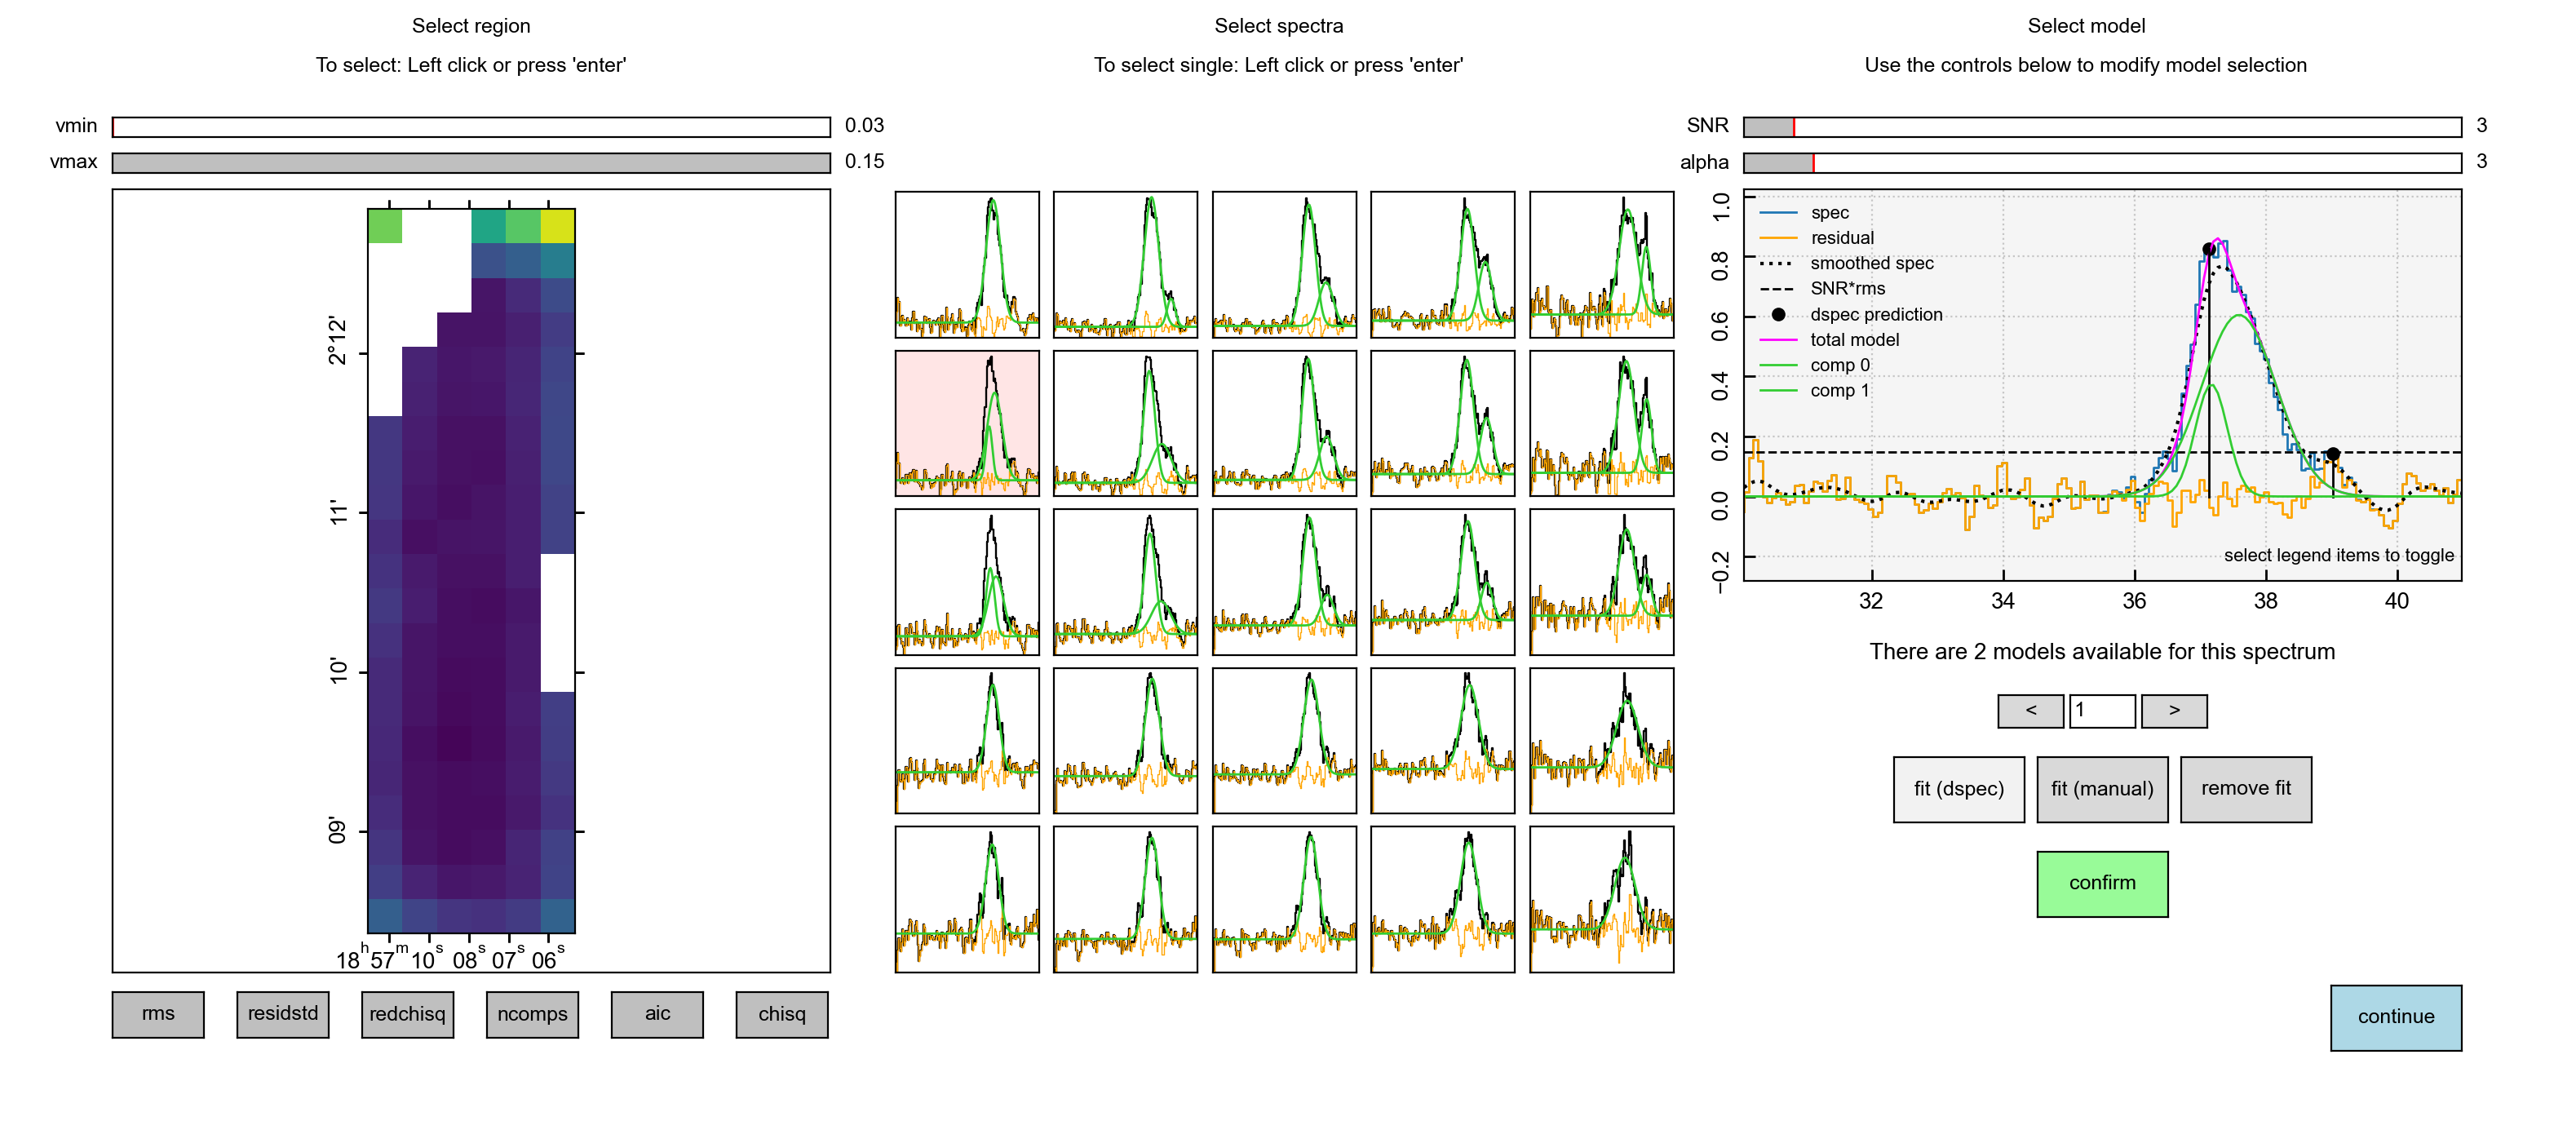 Select region
To select: Left click or press 'enter'
vmin 0.03
vmax 0.15
2°12'
11'
10'
09'
18h57m10s 08s 07s 06s
rms residstd redchisq ncomps aic chisq
Select spectra
To select single: Left click or press 'enter'
Select model
Use the controls below to modify model selection
SNR 3
alpha 3
1.0
0.8
0.6
0.4
0.2
0.0
−0.2
spec
residual
smoothed spec
SNR*rms
dspec prediction
total model
comp 0
comp 1
select legend items to toggle
32 34 36 38 40
There are 2 models available for this spectrum
< 1 >
fit (dspec) fit (manual) remove fit
confirm
continue